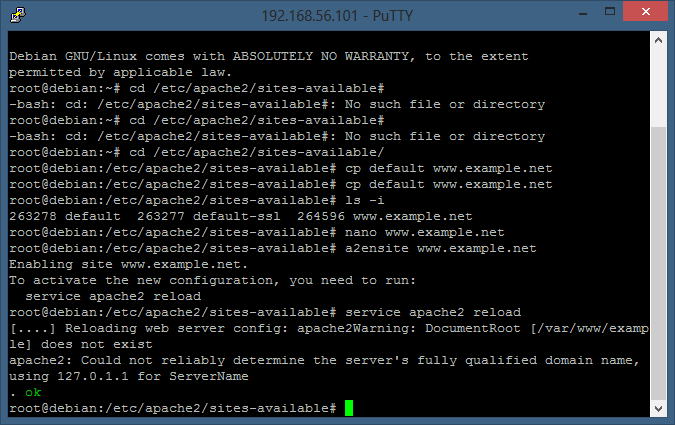 192.168.56.101 - PuTTY
Debian GNU/Linux comes with ABSOLUTELY NO WARRANTY, to the extent
permitted by applicable law.
root@debian:~# cd /etc/apache2/sites-available#
-bash: cd: /etc/apache2/sites-available#: No such file or directory
root@debian:~# cd /etc/apache2/sites-available#
-bash: cd: /etc/apache2/sites-available#: No such file or directory
root@debian:~# cd /etc/apache2/sites-available/
root@debian:/etc/apache2/sites-available# cp default www.example.net
root@debian:/etc/apache2/sites-available# cp default www.example.net
root@debian:/etc/apache2/sites-available# ls -i
263278 default  263277 default-ssl  264596 www.example.net
root@debian:/etc/apache2/sites-available# nano www.example.net
root@debian:/etc/apache2/sites-available# a2ensite www.example.net
Enabling site www.example.net.
To activate the new configuration, you need to run:
  service apache2 reload
root@debian:/etc/apache2/sites-available# service apache2 reload
[....] Reloading web server config: apache2Warning: DocumentRoot [/var/www/examp
le] does not exist
apache2: Could not reliably determine the server's fully qualified domain name,
using 127.0.1.1 for ServerName
. ok
root@debian:/etc/apache2/sites-available#